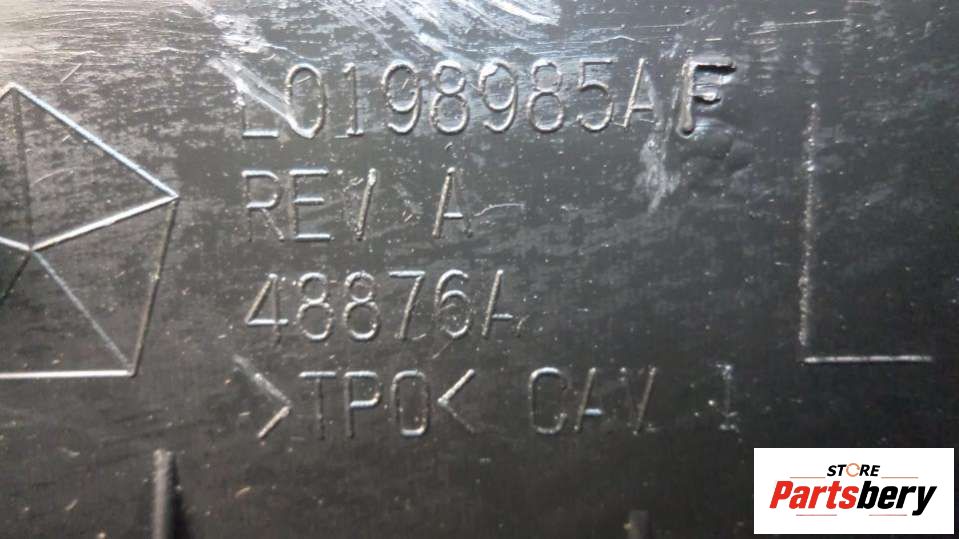 L0198985AF
REV A
48876A
>TPO< CAV 1
STORE
Partsbery